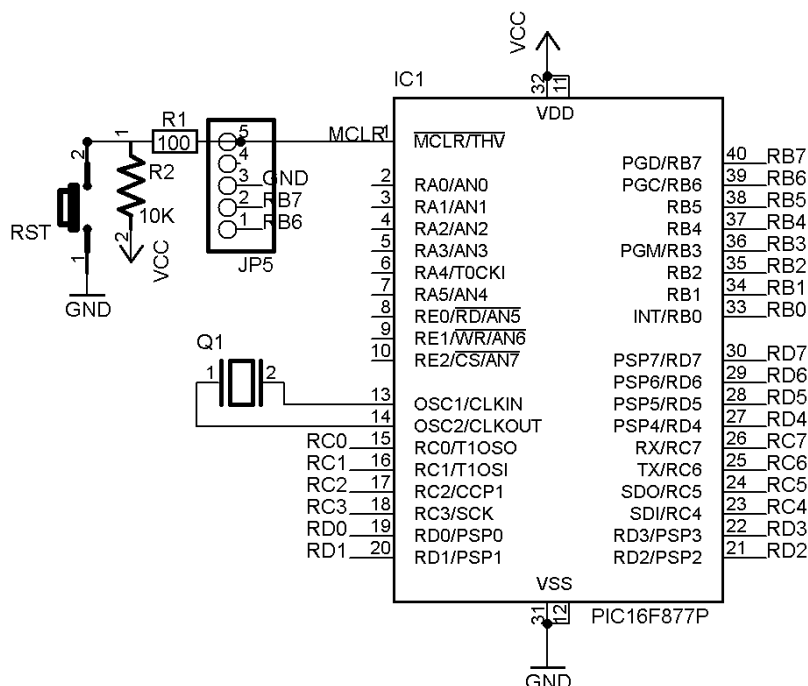 VCC
IC1
32 11
VDD
R1
100
MCLR 1 MCLR/THV
2 1
R2
10K
2
VCC
RST
1
GND
5
4
3 GND
2 RB7
1 RB6
JP5
2 RA0/AN0
3 RA1/AN1
4 RA2/AN2
5 RA3/AN3
6 RA4/T0CKI
7 RA5/AN4
8 RE0/RD/AN5
9 RE1/WR/AN6
10 RE2/CS/AN7
Q1
1 2
13 OSC1/CLKIN
14 OSC2/CLKOUT
RC0 15 RC0/T1OSO
RC1 16 RC1/T1OSI
RC2 17 RC2/CCP1
RC3 18 RC3/SCK
RD0 19 RD0/PSP0
RD1 20 RD1/PSP1
PGD/RB7 40 RB7
PGC/RB6 39 RB6
RB5 38 RB5
RB4 37 RB4
PGM/RB3 36 RB3
RB2 35 RB2
RB1 34 RB1
INT/RB0 33 RB0
PSP7/RD7 30 RD7
PSP6/RD6 29 RD6
PSP5/RD5 28 RD5
PSP4/RD4 27 RD4
RX/RC7 26 RC7
TX/RC6 25 RC6
SDO/RC5 24 RC5
SDI/RC4 23 RC4
RD3/PSP3 22 RD3
RD2/PSP2 21 RD2
VSS
31 12
PIC16F877P
GND